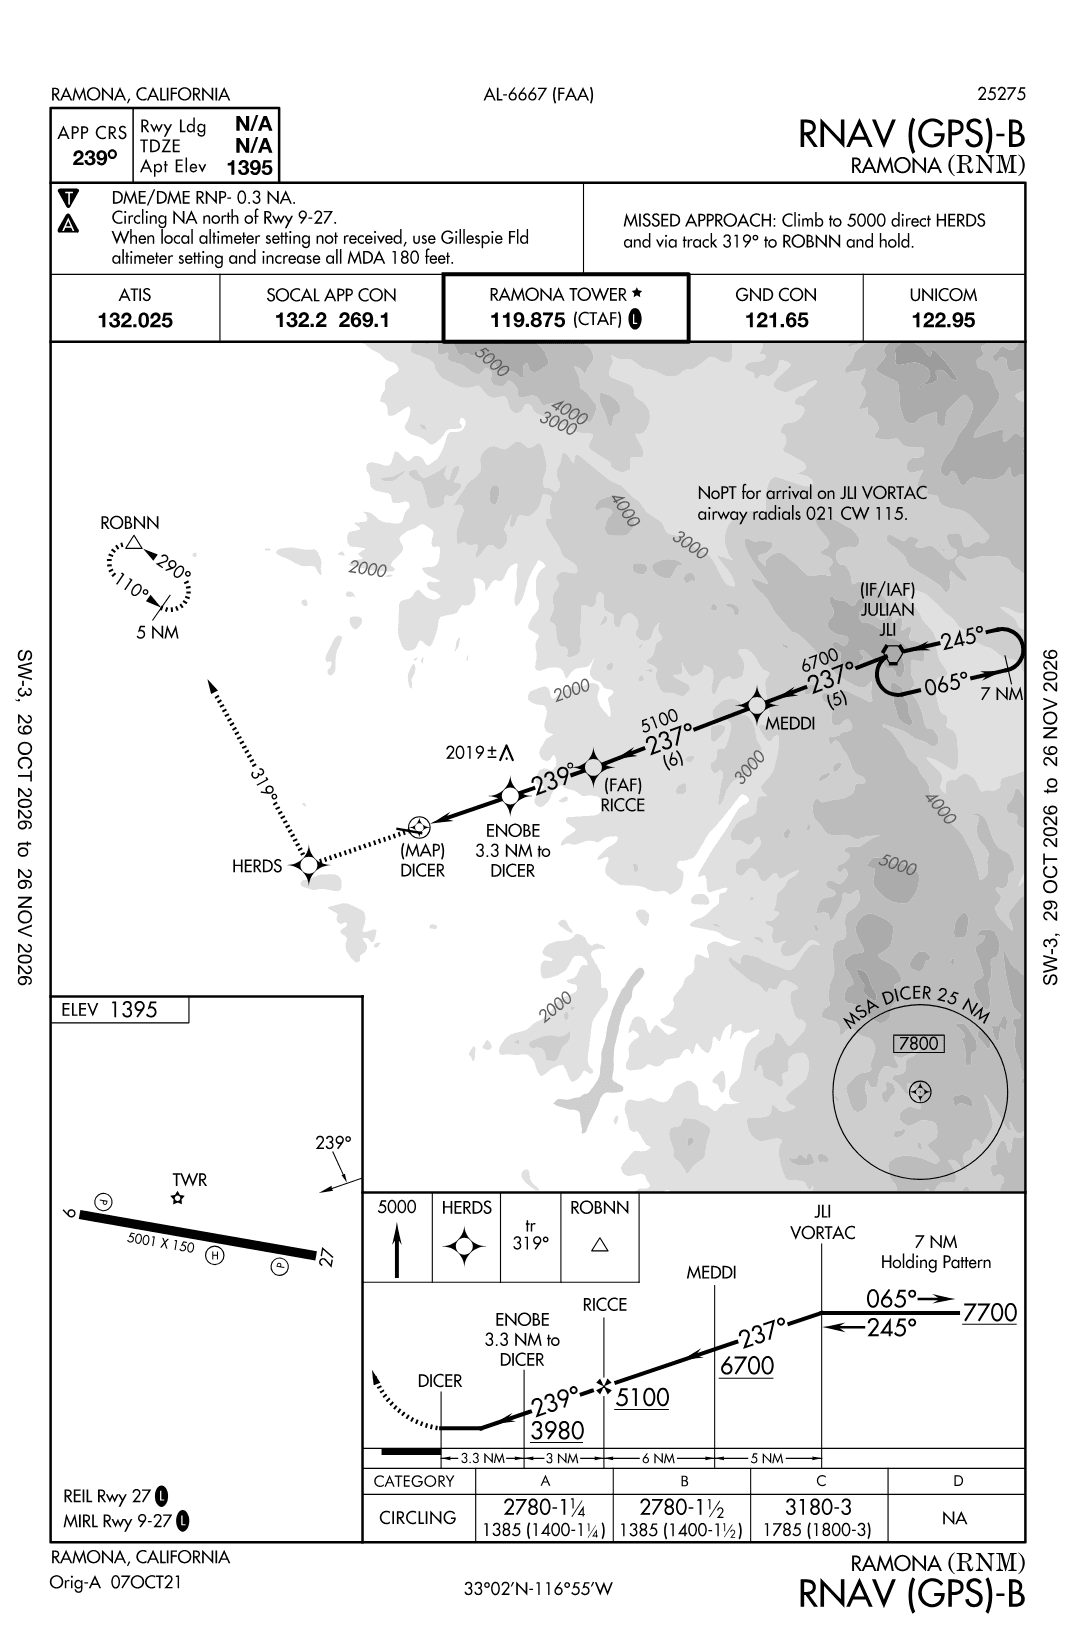 RAMONA, CALIFORNIA
AL-6667 (FAA)
25275
APP CRS
239°
Rwy Ldg N/A
TDZE N/A
Apt Elev 1395
RNAV (GPS)-B
RAMONA (RNM)
T
A
DME/DME RNP- 0.3 NA.
Circling NA north of Rwy 9-27.
When local altimeter setting not received, use Gillespie Fld
altimeter setting and increase all MDA 180 feet.
MISSED APPROACH: Climb to 5000 direct HERDS
and via track 319° to ROBNN and hold.
ATIS
132.025
SOCAL APP CON
132.2 269.1
RAMONA TOWER ★
119.875 (CTAF) L
GND CON
121.65
UNICOM
122.95
5000
4000
3000
NoPT for arrival on JLI VORTAC
airway radials 021 CW 115.
4000
3000
2000
ROBNN
290°
110°
5 NM
(IF/IAF)
JULIAN
JLI
245°
065°
7 NM
6700
237°
(5)
MEDDI
2000
5100
237°
(6)
3000
2019±
239°
(FAF)
RICCE
ENOBE
3.3 NM to
DICER
(MAP)
DICER
319°
HERDS
4000
5000
2000
MSA DICER 25 NM
7800
SW-3, 29 OCT 2026 to 26 NOV 2026
SW-3, 29 OCT 2026 to 26 NOV 2026
ELEV 1395
239°
TWR
P
9
5001 X 150
H
P
27
REIL Rwy 27 L
MIRL Rwy 9-27 L
5000
HERDS
tr
319°
ROBNN
JLI
VORTAC
7 NM
Holding Pattern
MEDDI
RICCE
ENOBE
3.3 NM to
DICER
DICER
065°
245°
7700
237°
6700
5100
239°
3980
3.3 NM
3 NM
6 NM
5 NM
CATEGORY A B C D
CIRCLING
2780-1¼
1385 (1400-1¼)
2780-1½
1385 (1400-1½)
3180-3
1785 (1800-3)
NA
RAMONA, CALIFORNIA
Orig-A 07OCT21
33°02'N-116°55'W
RAMONA (RNM)
RNAV (GPS)-B